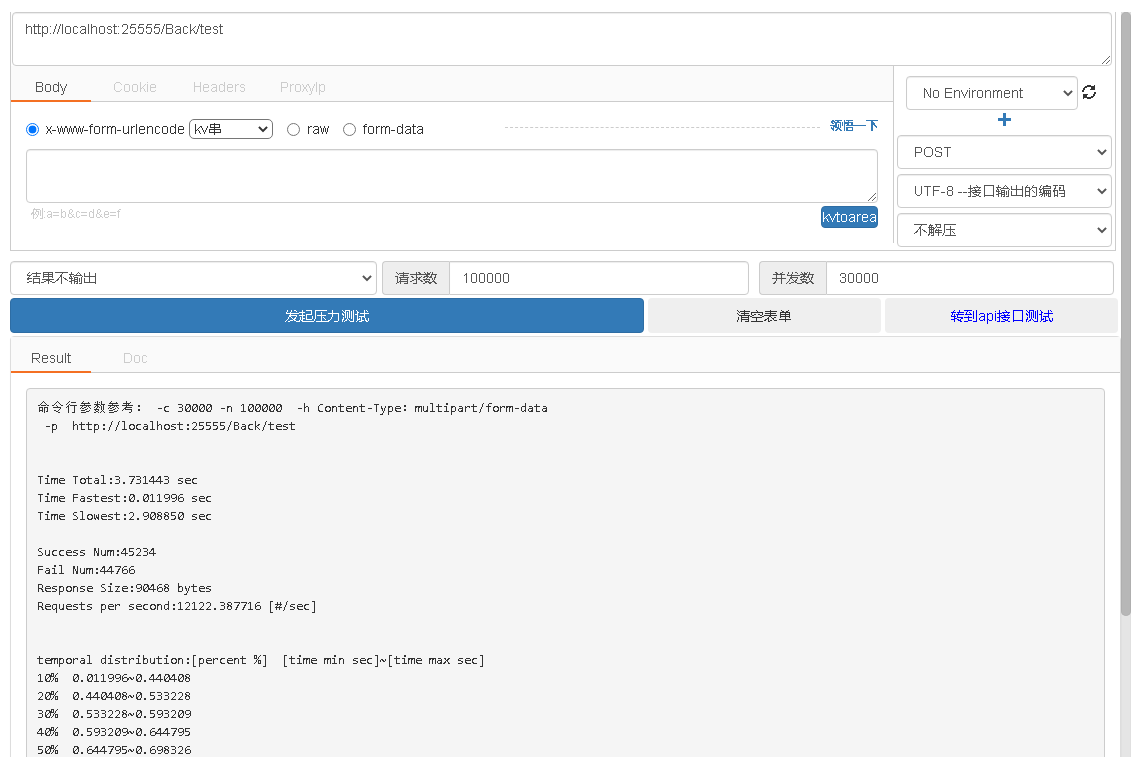 http://localhost:25555/Back/test
Body Cookie Headers ProxyIp
No Environment
x-www-form-urlencode kv串 raw form-data 领悟一下
+
POST
UTF-8 --接口输出的编码
例:a=b&c=d&e=f kvtoarea
不解压
结果不输出 请求数 100000 并发数 30000
发起压力测试 清空表单 转到api接口测试
Result Doc
命令行参数参考： -c 30000 -n 100000  -h Content-Type: multipart/form-data
-p  http://localhost:25555/Back/test
Time Total:3.731443 sec
Time Fastest:0.011996 sec
Time Slowest:2.908850 sec
Success Num:45234
Fail Num:44766
Response Size:90468 bytes
Requests per second:12122.387716 [#/sec]
temporal distribution:[percent %]  [time min sec]~[time max sec]
10%  0.011996~0.440408
20%  0.440408~0.533228
30%  0.533228~0.593209
40%  0.593209~0.644795
50%  0.644795~0.698326